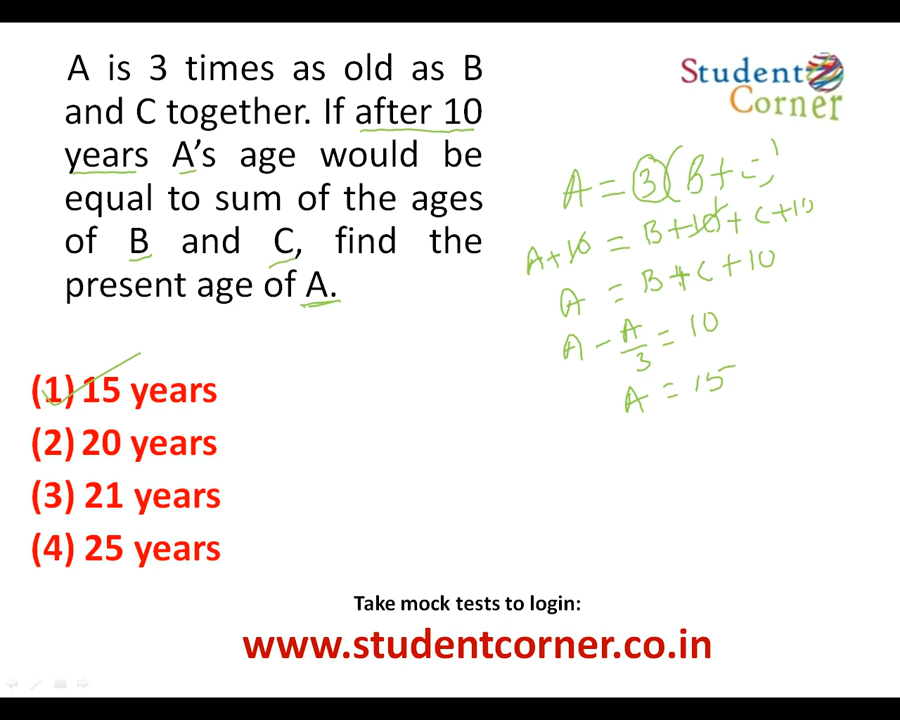 A is 3 times as old as B
and C together. If after 10
years A's age would be
equal to sum of the ages
of B and C, find the
present age of A.
(1) 15 years
(2) 20 years
(3) 21 years
(4) 25 years
Student
Corner
A = 3(B+
A+10 = B+10+C+10
A = B+C+10
A - A/3 = 10
A = 15
Take mock tests to login:
www.studentcorner.co.in